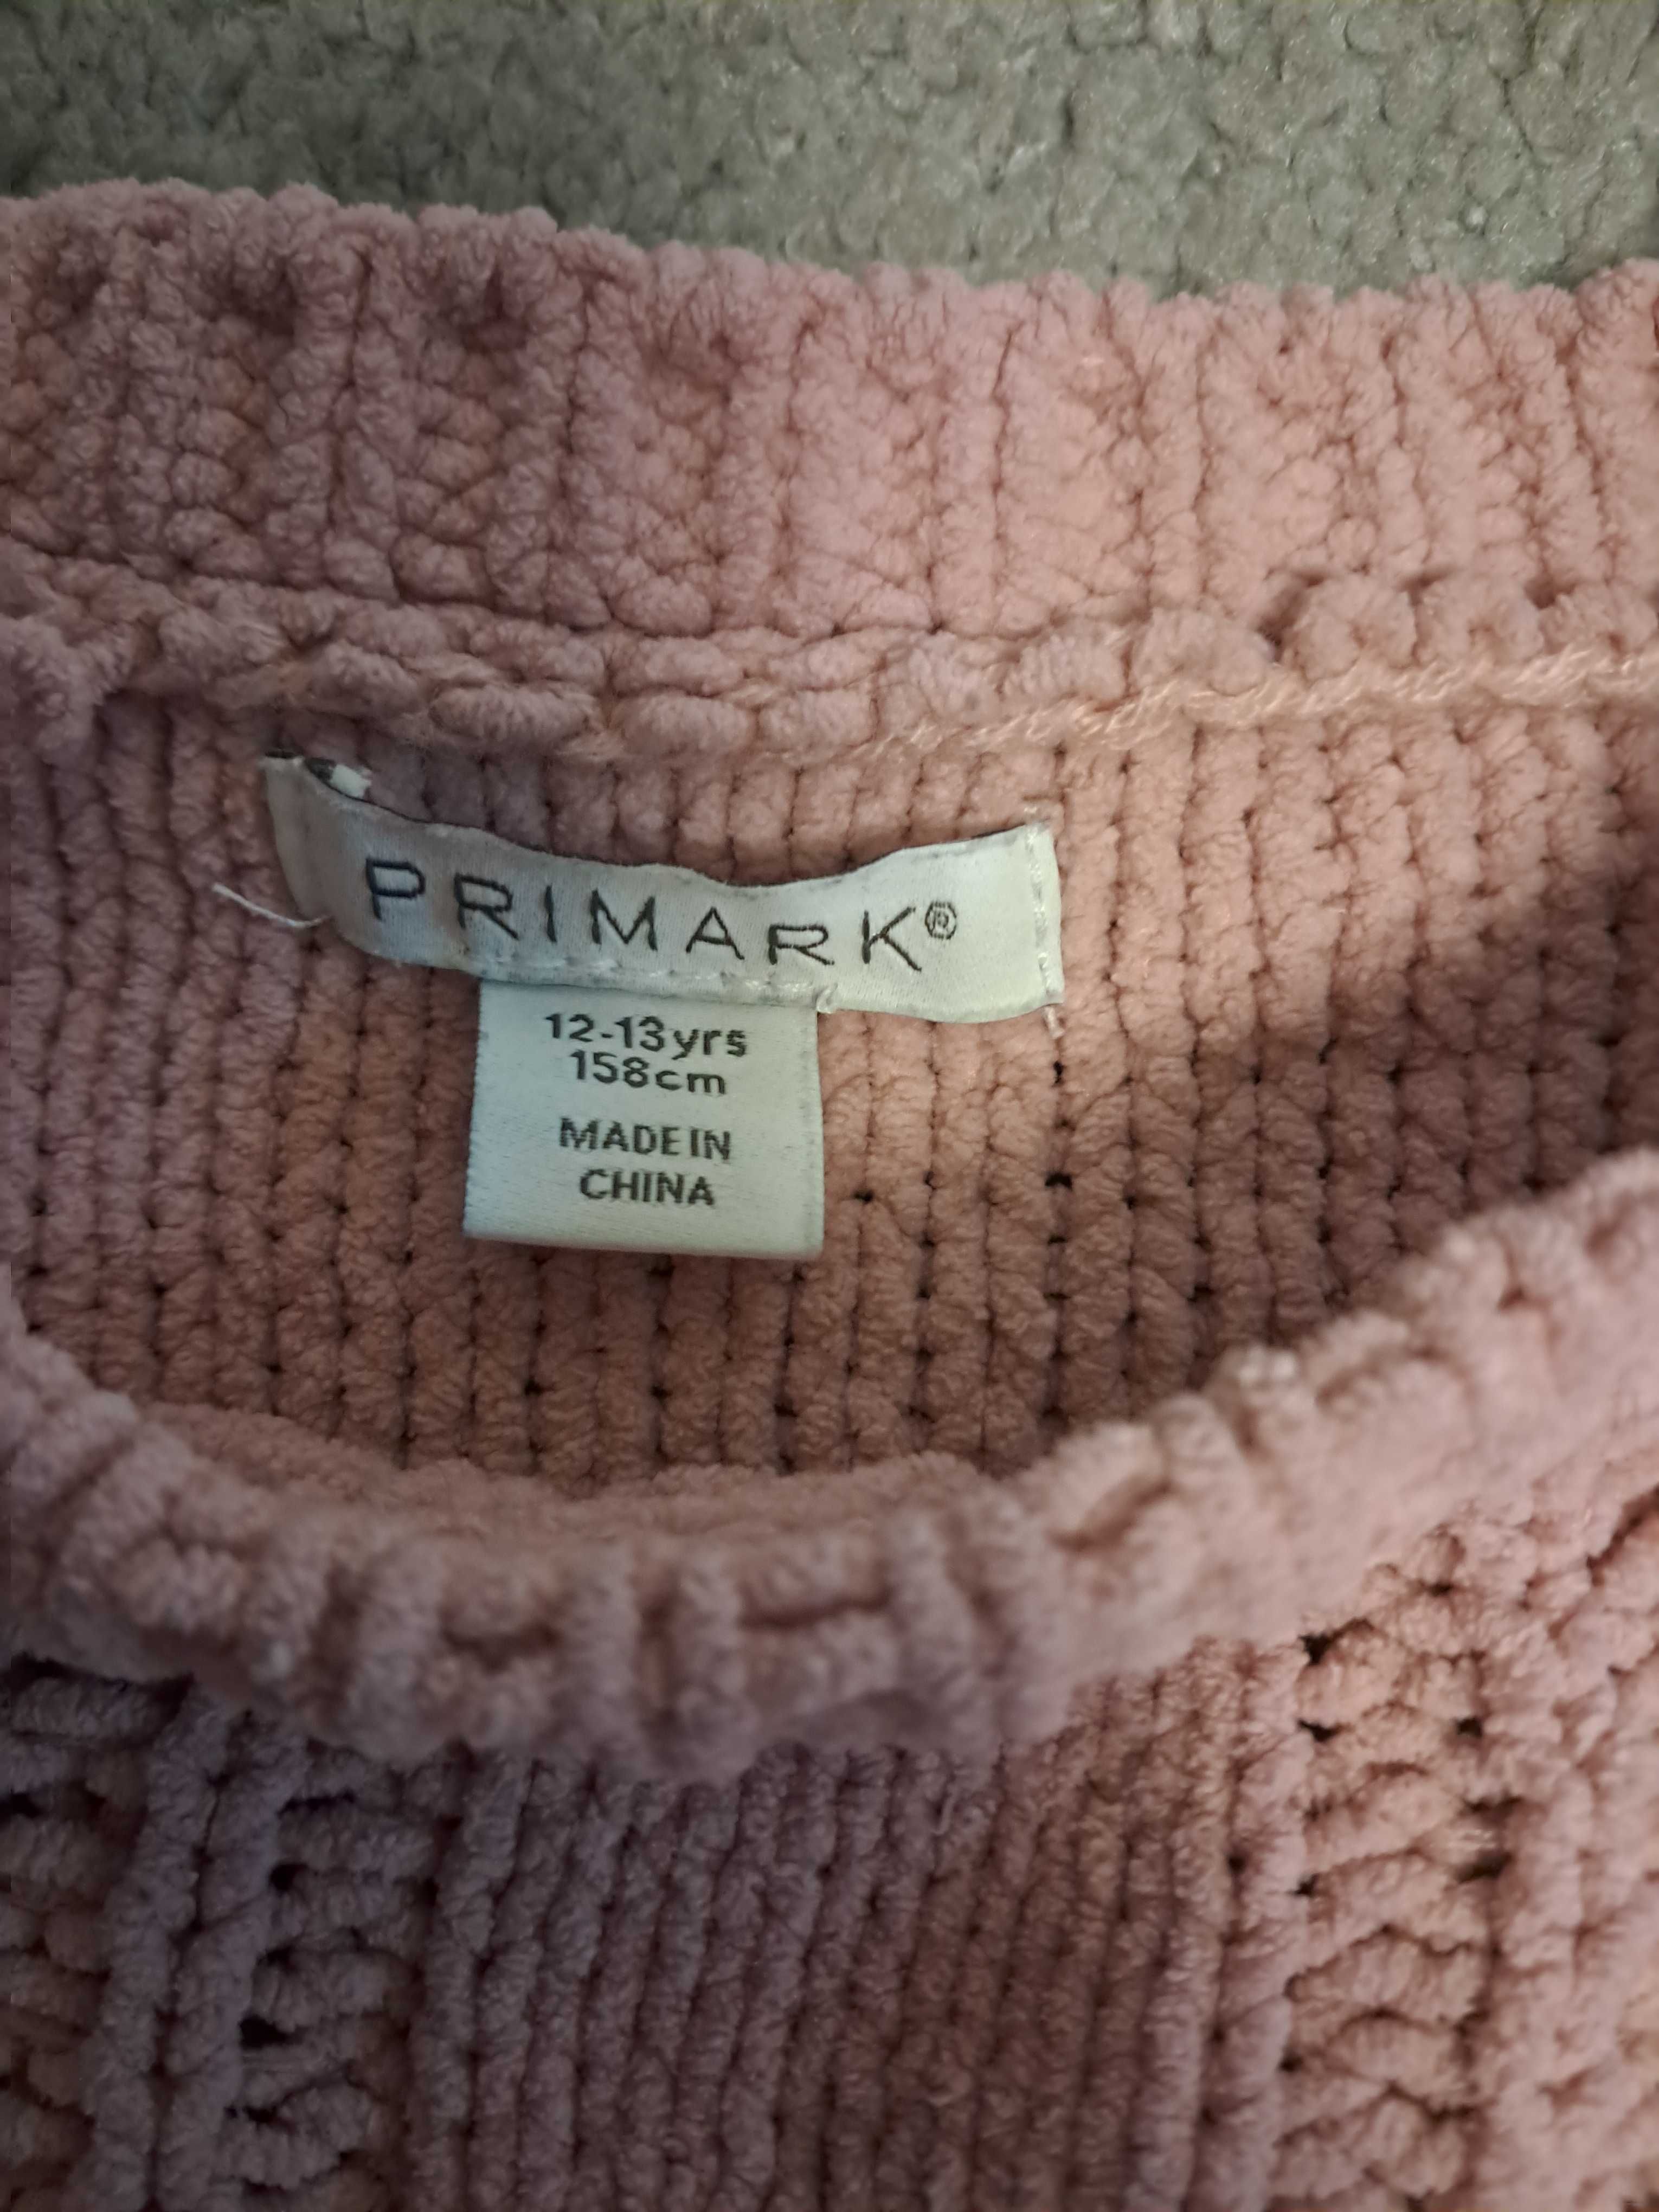 PRIMARK®
12-13yrs
158cm
MADE IN
CHINA